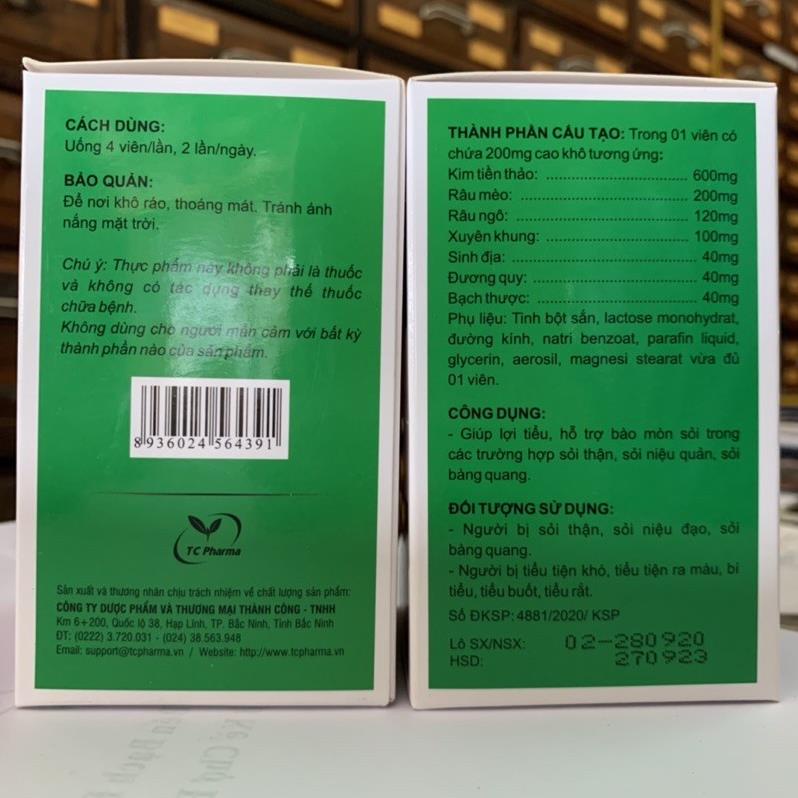 CÁCH DÙNG:
Uống 4 viên/lần, 2 lần/ngày.
BẢO QUẢN:
Để nơi khô ráo, thoáng mát. Tránh ánh
nắng mặt trời.
Chú ý: Thực phẩm này không phải là thuốc
và không có tác dụng thay thế thuốc
chữa bệnh.
Không dùng cho người mẫn cảm với bất kỳ
thành phần nào của sản phẩm.
8 936024 564391
TC Pharma
Sản xuất và thương nhân chịu trách nhiệm về chất lượng sản phẩm:
CÔNG TY DƯỢC PHẨM VÀ THƯƠNG MẠI THÀNH CÔNG - TNHH
Km 6+200, Quốc lộ 38, Hạp Lĩnh, TP. Bắc Ninh, Tỉnh Bắc Ninh
ĐT: (0222) 3.720.031 - (024) 38.563.948
Email: support@tcpharma.vn / Website: http://www.tcpharma.vn
THÀNH PHẦN CẤU TẠO: Trong 01 viên có
chứa 200mg cao khô tương ứng:
Kim tiền thảo: ........................ 600mg
Râu mèo: ........................ 200mg
Râu ngô: ........................ 120mg
Xuyên khung: ........................ 100mg
Sinh địa: ........................ 40mg
Đương quy: ........................ 40mg
Bạch thược: ........................ 40mg
Phụ liệu: Tinh bột sắn, lactose monohydrat,
đường kính, natri benzoat, parafin liquid,
glycerin, aerosil, magnesi stearat vừa đủ
01 viên.
CÔNG DỤNG:
- Giúp lợi tiểu, hỗ trợ bào mòn sỏi trong
các trường hợp sỏi thận, sỏi niệu quản, sỏi
bàng quang.
ĐỐI TƯỢNG SỬ DỤNG:
- Người bị sỏi thận, sỏi niệu đạo, sỏi
bàng quang.
- Người bị tiểu tiện khó, tiểu tiện ra máu, bí
tiểu, tiểu buốt, tiểu rắt.
Số ĐKSP: 4881/2020/ KSP
Lô SX/NSX: 02-280920
HSD: 270923